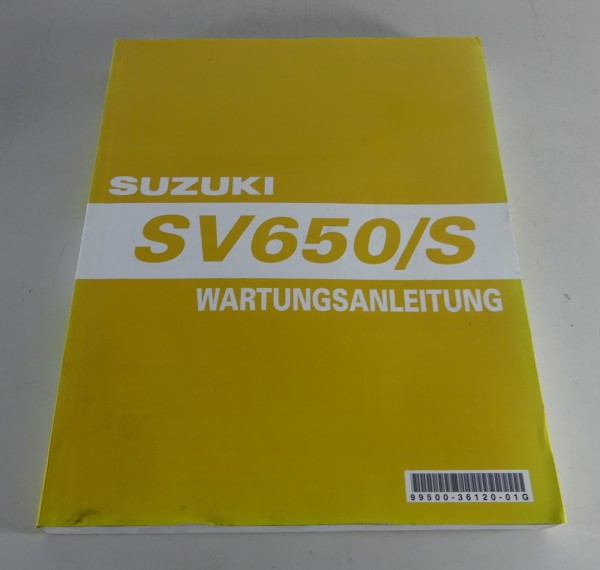 SUZUKI
SV650/S
WARTUNGSANLEITUNG
99500-36120-01G